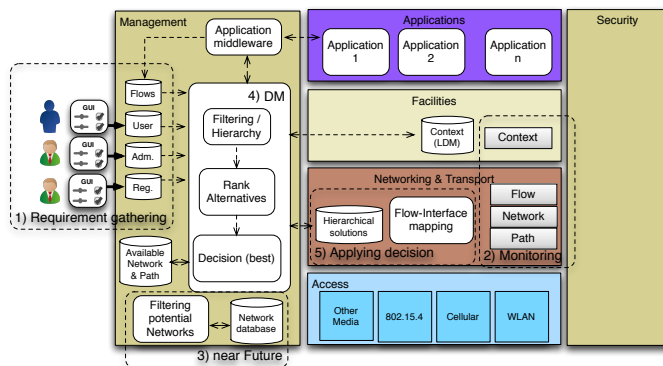 Management
Applications
Security
Application
middleware
Application
1
Application
2
Application
n
4) DM
Flows
GUI
User
Filtering /
Hierarchy
Facilities
Context
(LDM)
Context
GUI
Adm.
GUI
Reg.
Rank
Alternatives
Networking & Transport
Flow
Hierarchical
solutions
Flow-Interface
mapping
Network
Path
1) Requirement gathering
5) Applying decision
2) Monitoring
Available
Network
& Path
Decision (best)
Access
Other
Media
802.15.4
Cellular
WLAN
Filtering
potential
Networks
Network
database
3) near Future